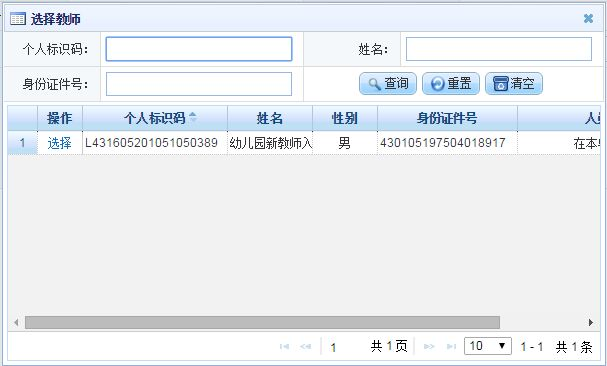 选择教师
个人标识码: 姓名:
身份证件号: 查询 重置 清空
操作 个人标识码 姓名 性别 身份证件号
1 选择 L431605201051050389 幼儿园新教师入 男 430105197504018917 在本
1 共 1 页 10 1 - 1 共 1 条